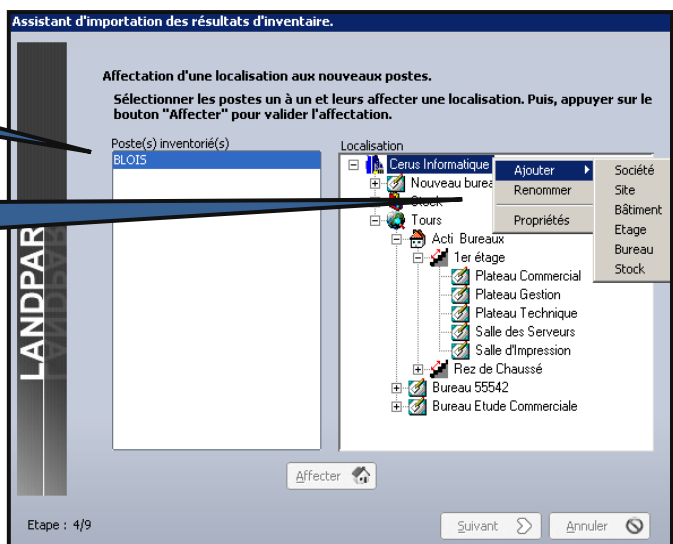 Assistant d'importation des résultats d'inventaire.
Affectation d'une localisation aux nouveaux postes.
Sélectionner les postes un à un et leurs affecter une localisation. Puis, appuyer sur le
bouton "Affecter" pour valider l'affectation.
Poste(s) inventorié(s)
BLOIS
Localisation
Cerus Informatique
Nouveau burea
Stock
Tours
Acti Bureaux
1er étage
Plateau Commercial
Plateau Gestion
Plateau Technique
Salle des Serveurs
Salle d'Impression
Rez de Chaussé
Bureau 55542
Bureau Etude Commerciale
Ajouter
Renommer
Propriétés
Société
Site
Bâtiment
Etage
Bureau
Stock
LANDPAR
Affecter
Etape : 4/9
Suivant
Annuler